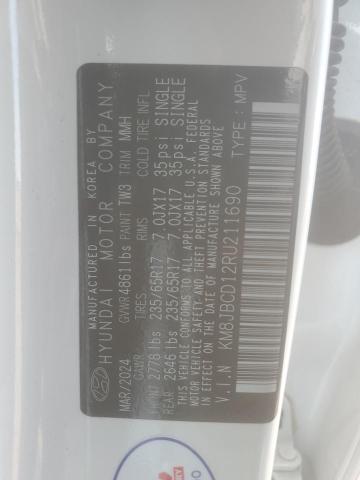 MANUFACTURED IN KOREA BY
HYUNDAI MOTOR COMPANY
MAR/2024 GVWR 4861 lbs PAINT TW3 TRIM MMH
GAWR TIRES RIMS COLD TIRE INFL.
FRONT 2778 lbs 235/65R17 7.0JX17 35psi SINGLE
REAR 2646 lbs 235/65R17 7.0JX17 35psi SINGLE
THIS VEHICLE CONFORMS TO ALL APPLICABLE U.S.A. FEDERAL
MOTOR VEHICLE SAFETY AND THEFT PREVENTION STANDARDS
IN EFFECT ON THE DATE OF MANUFACTURE SHOWN ABOVE
V.I.N KM8JBCD12RU211690 TYPE : MPV